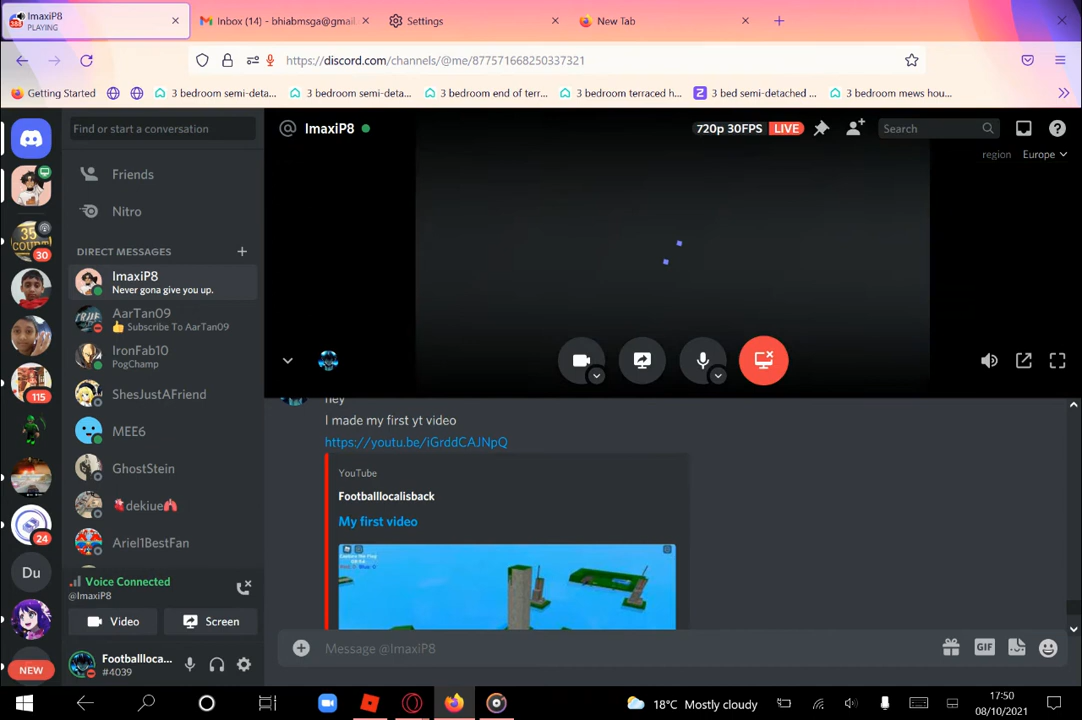 ImaxiP8
PLAYING
Inbox (14) - bhiabmsga@gmail
Settings
New Tab
https://discord.com/channels/@me/877571668250337321
Getting Started
3 bedroom semi-deta...
3 bedroom semi-deta...
3 bedroom end of terr...
3 bedroom terraced h...
3 bed semi-detached ...
3 bedroom mews hou...
Find or start a conversation
ImaxiP8
720p 30FPS LIVE
Search
region Europe
Friends
Nitro
DIRECT MESSAGES
ImaxiP8
Never gona give you up.
AarTan09
👍 Subscribe To AarTan09
IronFab10
PogChamp
ShesJustAFriend
MEE6
GhostStein
dekiue
Ariel1BestFan
30
115
24
Du
NEW
Voice Connected
@ImaxiP8
Video
Screen
Footballloca...
#4039
hey
I made my first yt video
https://youtu.be/iGrddCAJNpQ
YouTube
Footballlocalisback
My first video
Message @ImaxiP8
GIF
18°C Mostly cloudy
17:50
08/10/2021